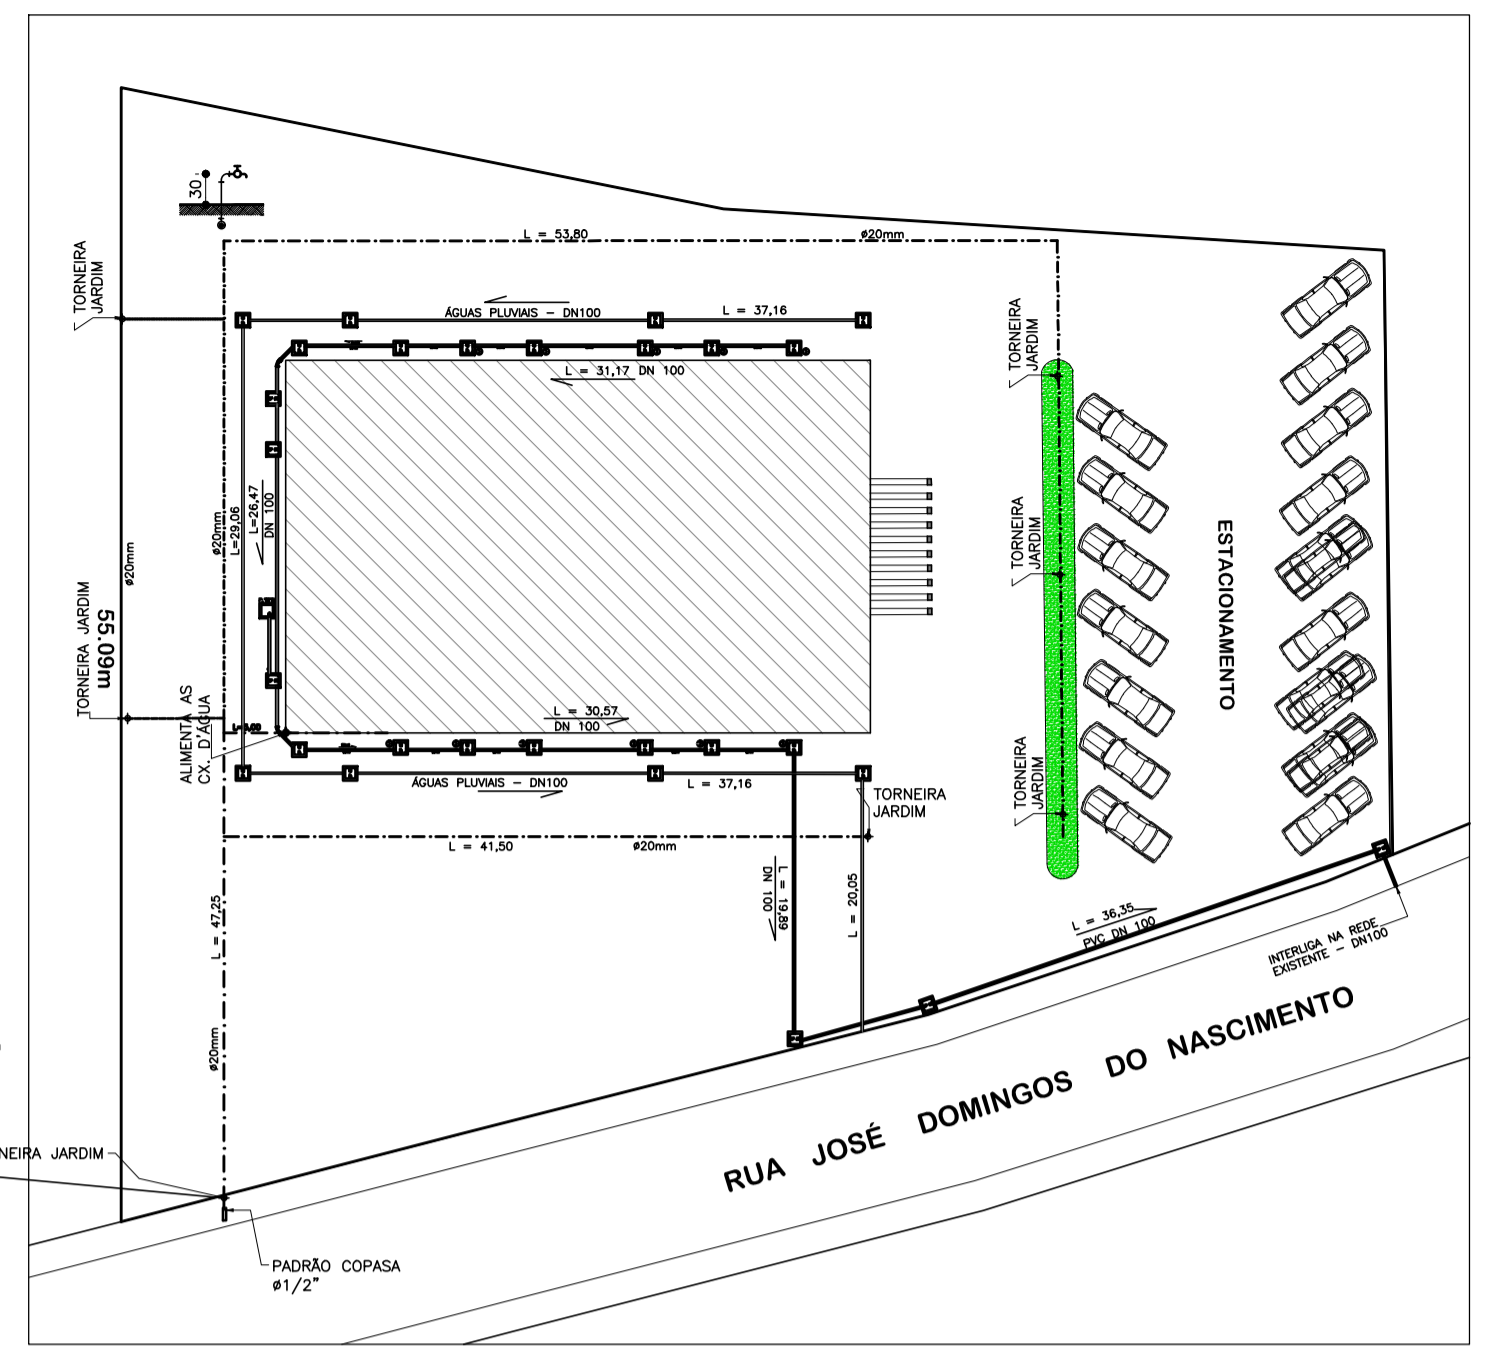 30
L = 53,80
ø20mm
TORNEIRA
JARDIM
ÁGUAS PLUVIAIS - DN100
L = 37,16
L = 31,17 DN 100
TORNEIRA
JARDIM
ø20mm
L=29,06
L=26,47
DN 100
ø20mm
TORNEIRA
JARDIM
ESTACIONAMENTO
TORNEIRA JARDIM
55.09m
ALIMENTA AS
CX. D'ÁGUA
L = 30,57
DN 100
ÁGUAS PLUVIAIS - DN100
L = 37,16
TORNEIRA
JARDIM
TORNEIRA
JARDIM
L = 41,50
ø20mm
L = 19,89
DN 100
L = 20,05
L = 47,25
L = 36,35
PVC DN 100
INTERLIGA NA REDE
EXISTENTE - DN100
ø20mm
RUA JOSÉ DOMINGOS DO NASCIMENTO
NEIRA JARDIM
PADRÃO COPASA
ø1/2"